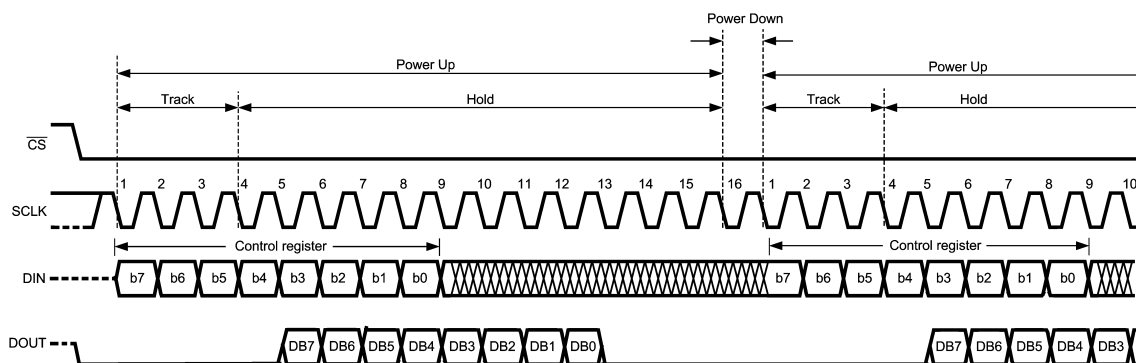 Power Down
Power Up
Power Up
Track
Hold
Track
Hold
CS
1 2 3 4 5 6 7 8 9 10 11 12 13 14 15 16 1 2 3 4 5 6 7 8 9 10
SCLK
Control register
Control register
DIN
b7 b6 b5 b4 b3 b2 b1 b0
b7 b6 b5 b4 b3 b2 b1 b0
DOUT
DB7 DB6 DB5 DB4 DB3 DB2 DB1 DB0
DB7 DB6 DB5 DB4 DB3